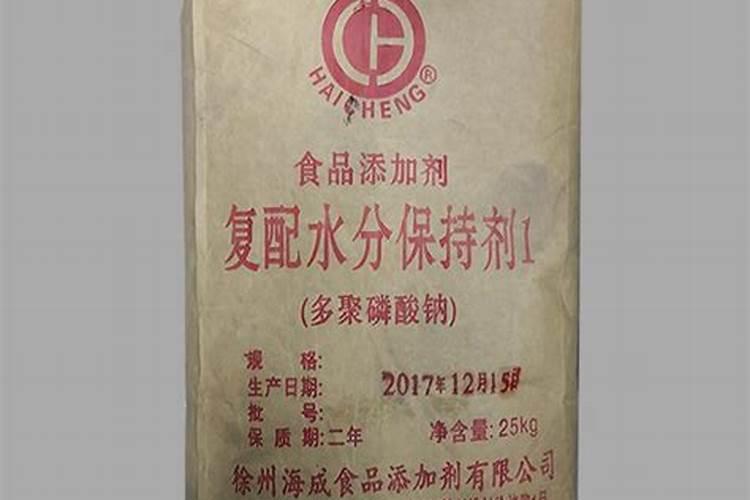 HAICHENG®
食品添加剂
复配水分保持剂1
(多聚磷酸钠)
规 格:
生产日期: 2017年12月15日
批 号:
保质期:二年 净含量:25kg
徐州海成食品添加剂有限公司